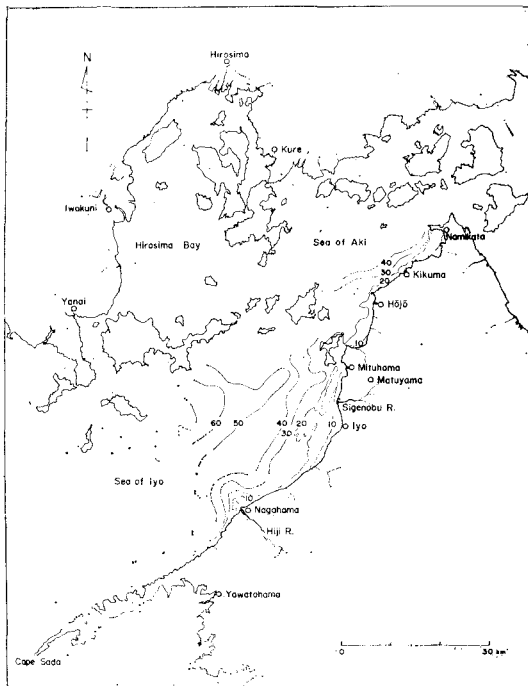 N
Hirosima
Kure
Iwakuni
Hirosima Bay
Sea of Aki
Namikata
40
30
20
Kikuma
Yanai
Hōjō
10
Mituhama
Matuyama
Sigenobu R.
60 50 40 20 10
30
Iyo
Sea of Iyo
10
Nagahama
Hiji R.
Yawatahama
Cape Sada
0 30 km